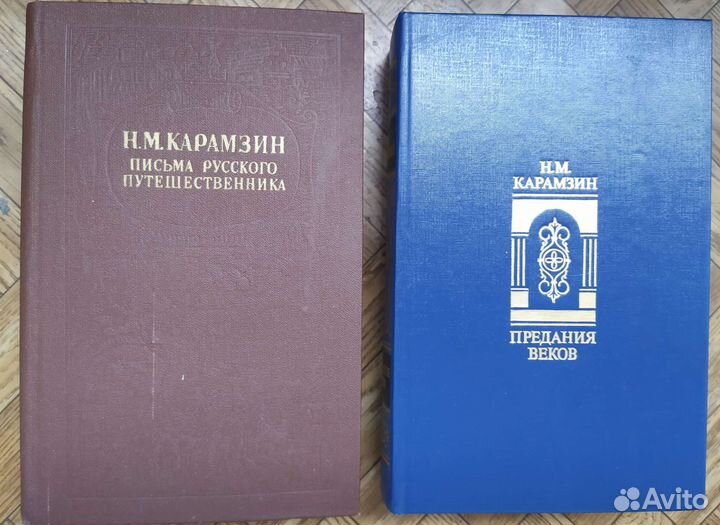 Н.М.КАРАМЗИН
ПИСЬМА РУССКОГО
ПУТЕШЕСТВЕННИКА
Н.М.
КАРАМЗИН
ПРЕДАНИЯ
ВЕКОВ
Avito